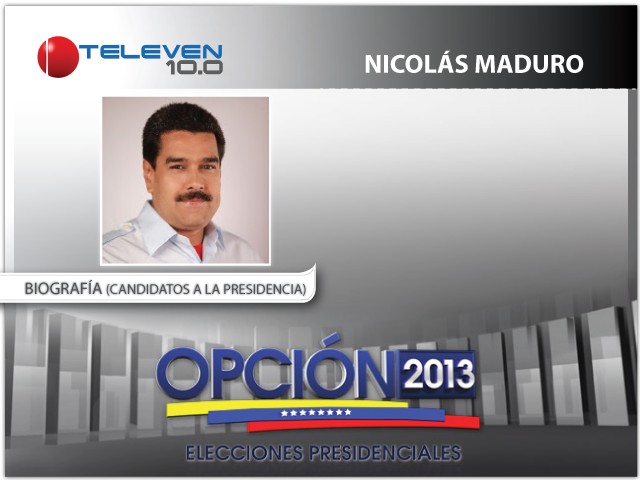 TELEVEN
10.0
NICOLÁS MADURO
BIOGRAFÍA (CANDIDATOS A LA PRESIDENCIA)
OPCIÓN 2013
ELECCIONES PRESIDENCIALES